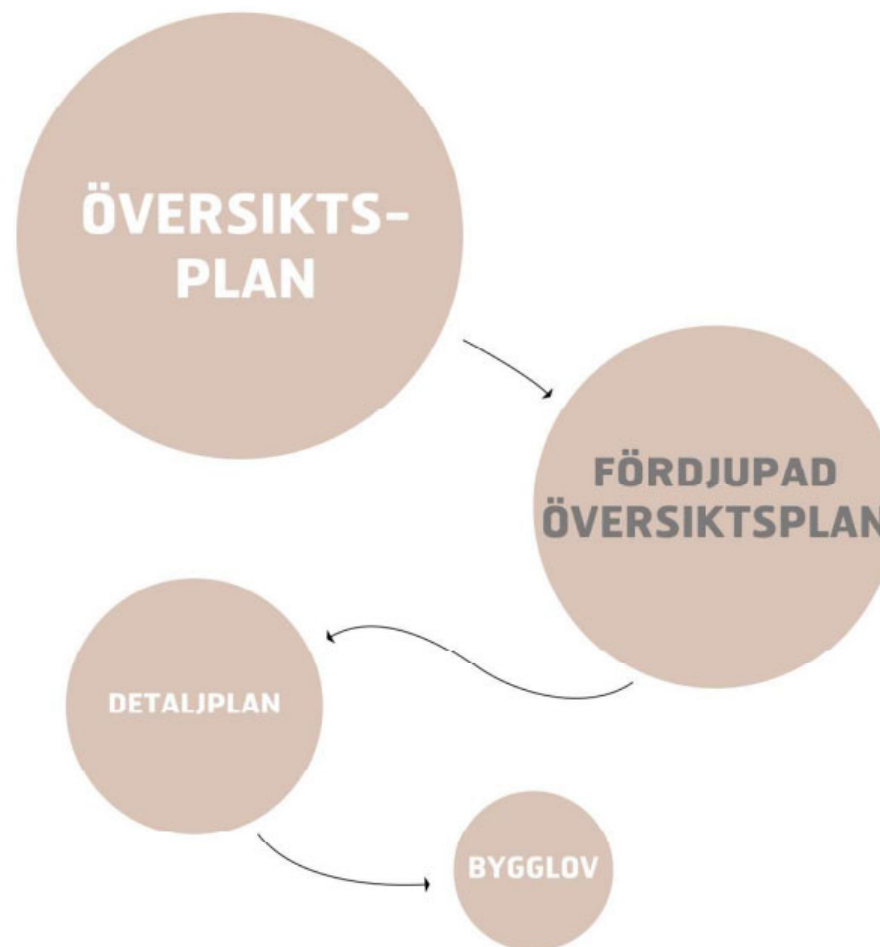 ÖVERSIKTS-
PLAN
FÖRDJUPAD
ÖVERSIKTSPLAN
DETALJPLAN
BYGGLOV